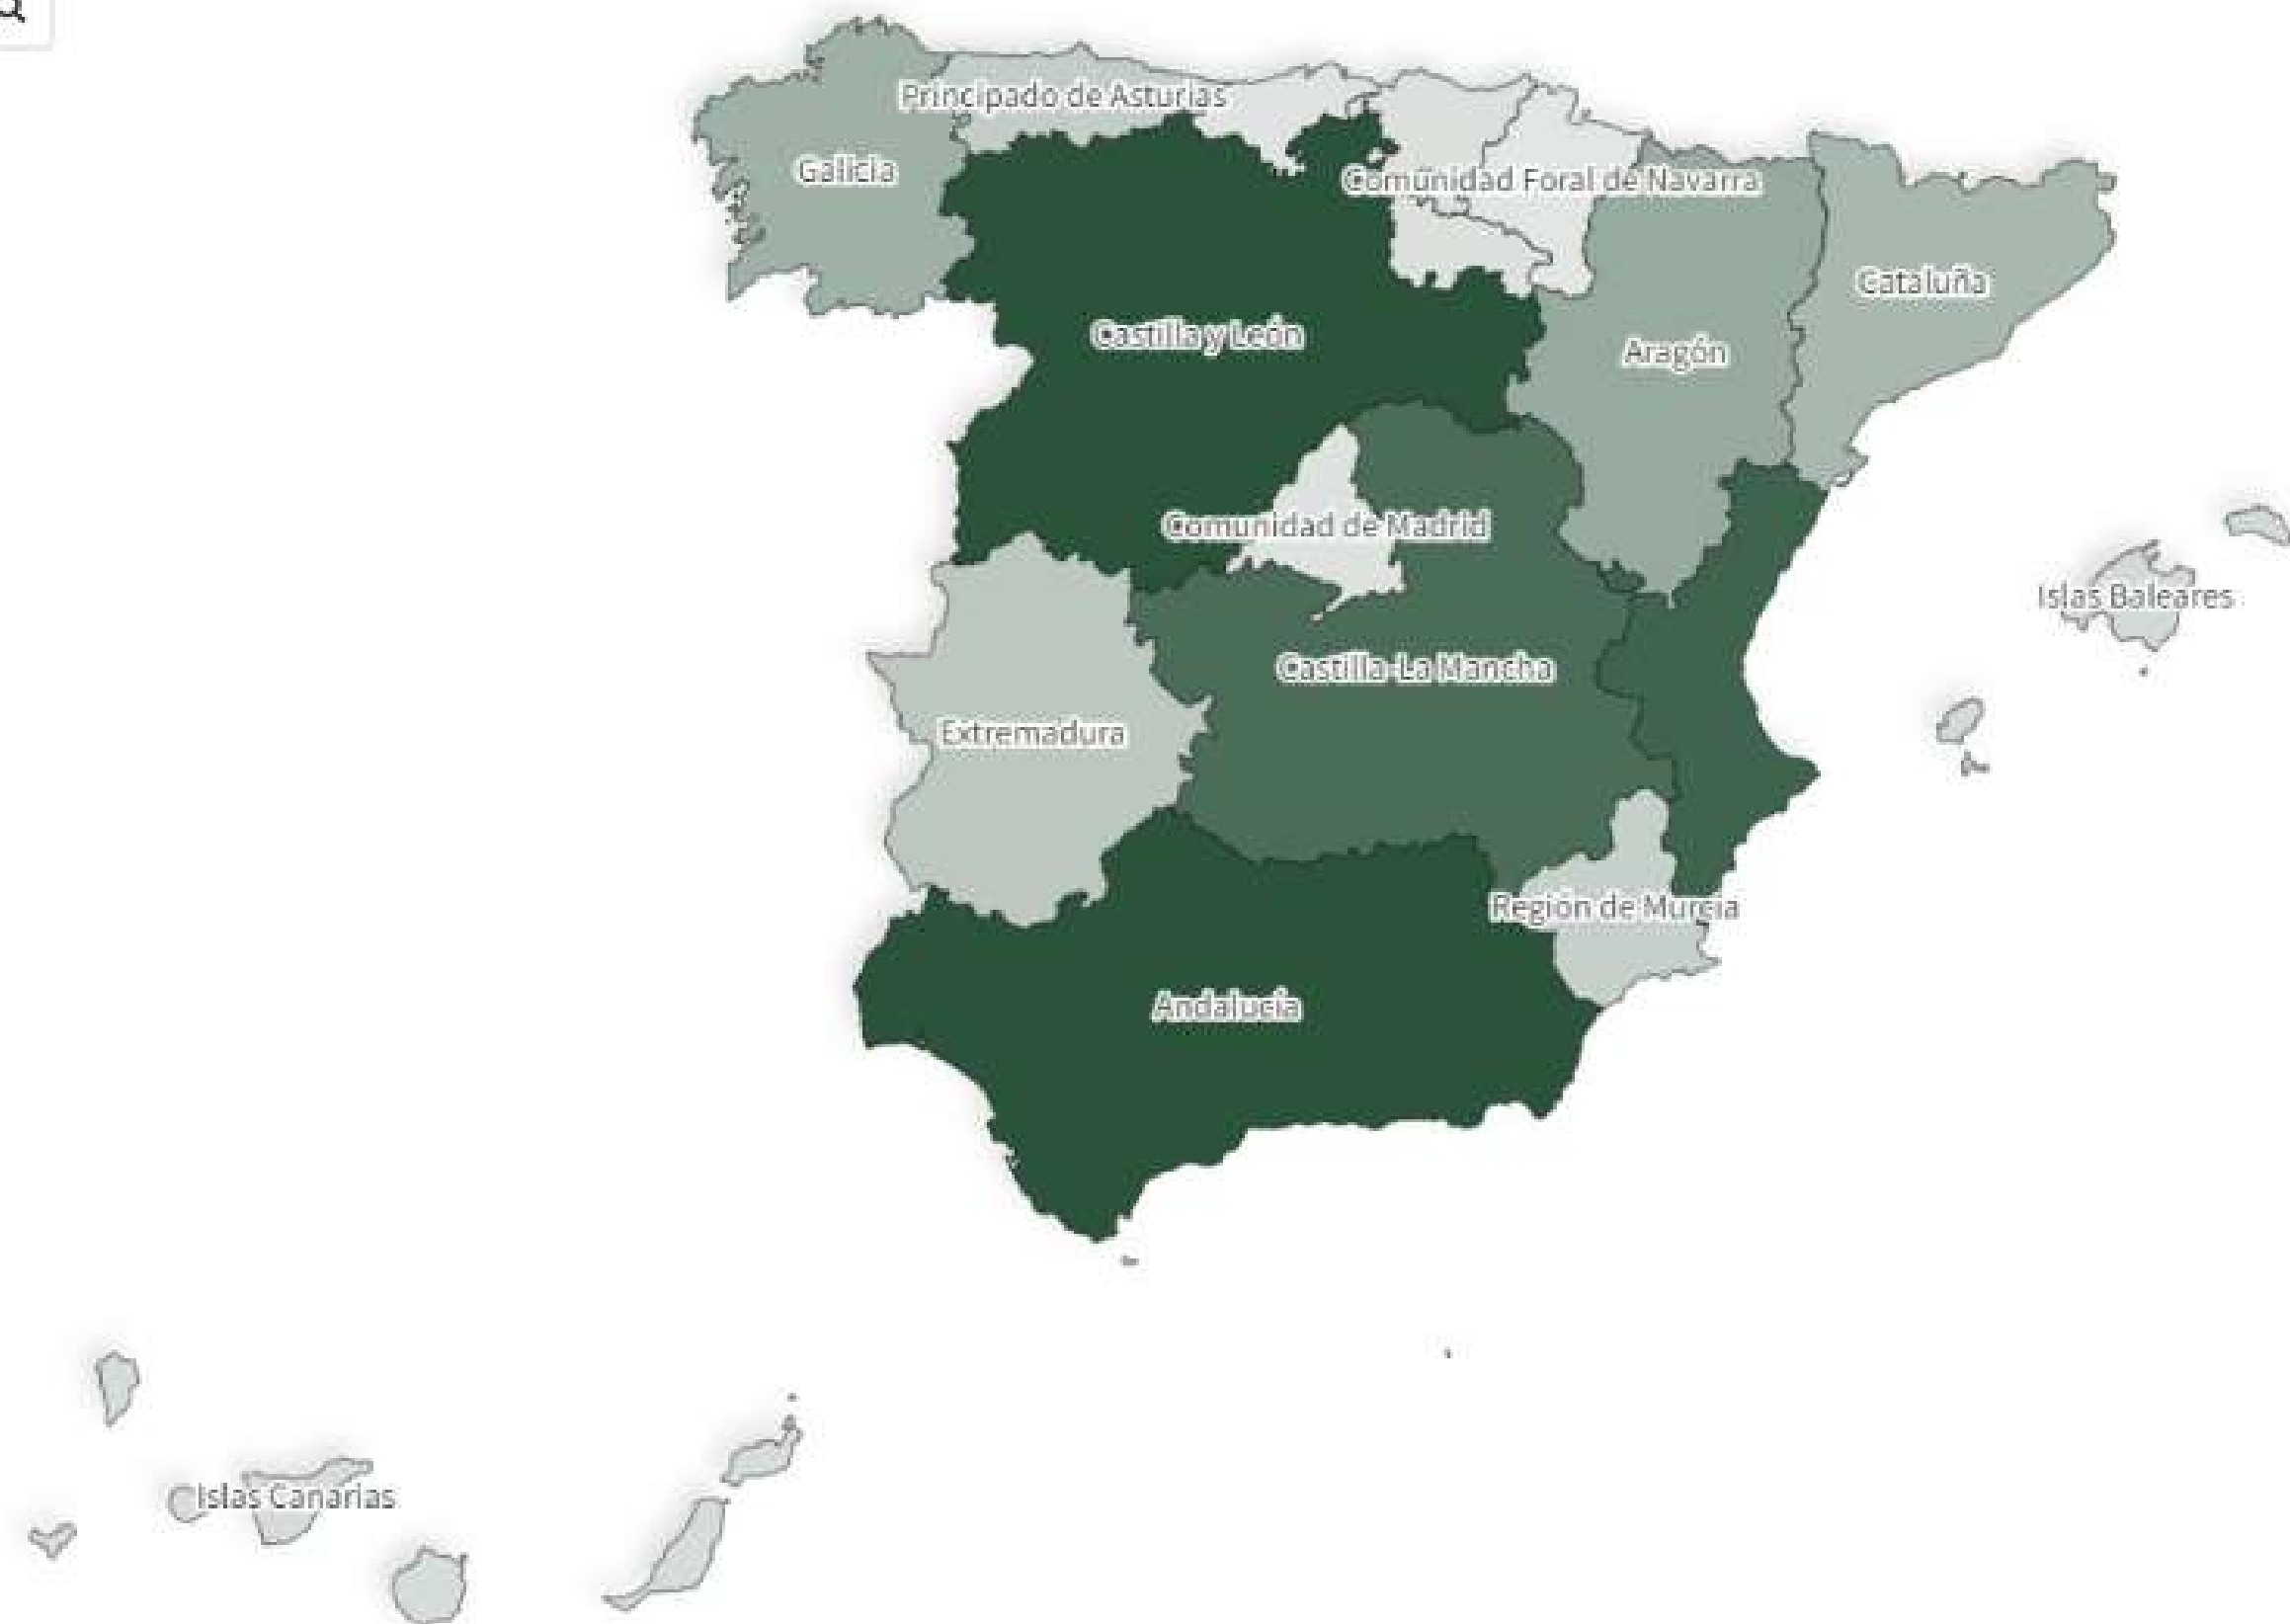 Principado de Asturias
Galicia
Comunidad Foral de Navarra
Cataluña
Castilla y León
Aragón
Comunidad de Madrid
Islas Baleares
Castilla-La Mancha
Extremadura
Región de Murcia
Andalucía
Islas Canarias